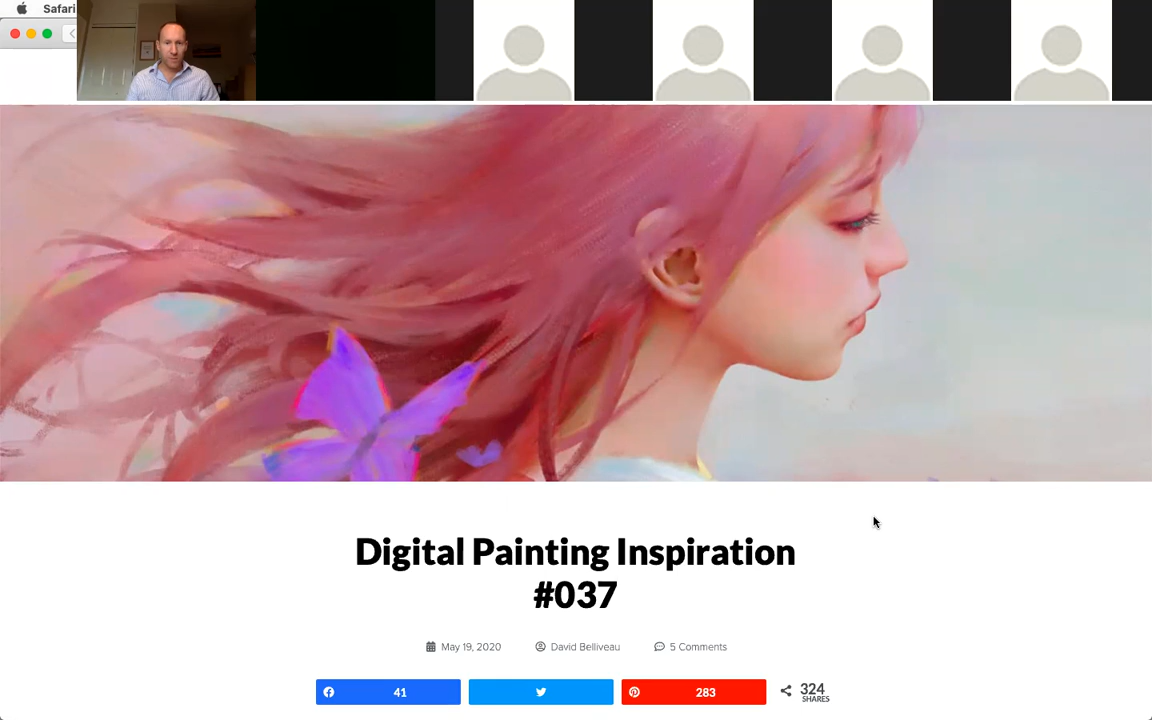 Safari
Digital Painting Inspiration
#037
May 19, 2020 David Belliveau 5 Comments
41 283 324
SHARES